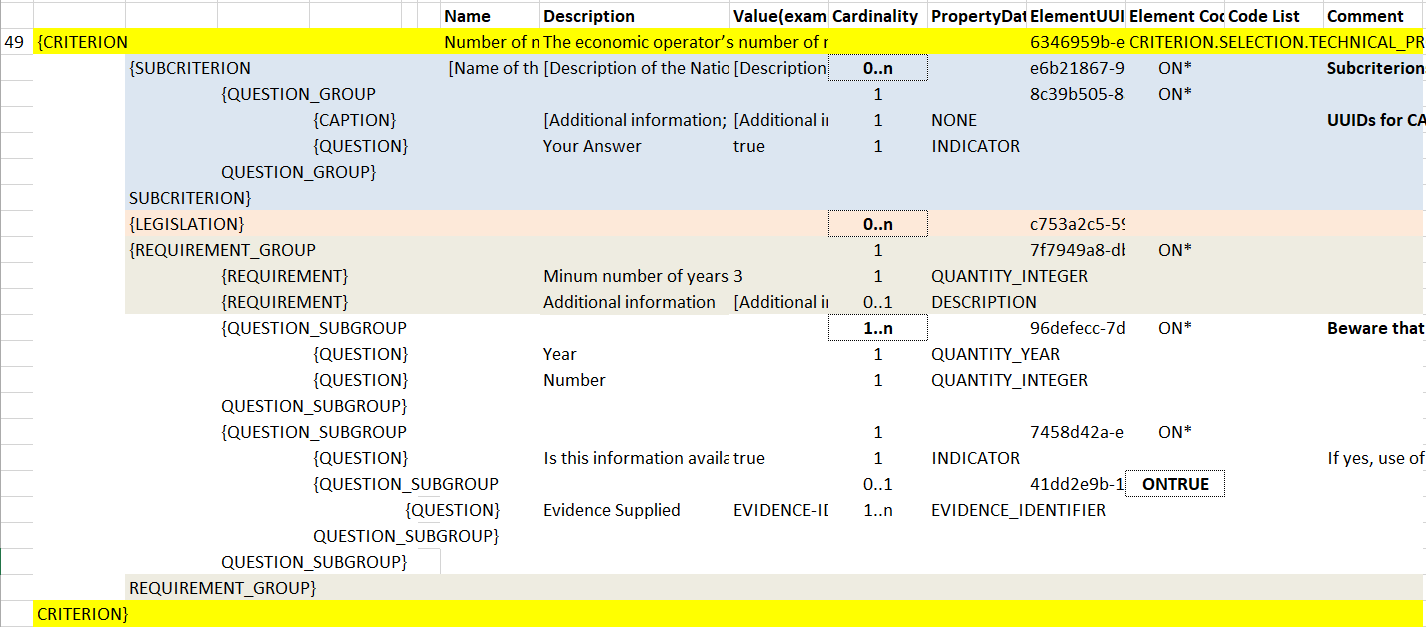 Name Description Value(exam Cardinality PropertyDat ElementUUI Element Coc Code List Comment
49 {CRITERION Number of n The economic operator's number of r 6346959b-e CRITERION.SELECTION.TECHNICAL_PR
{SUBCRITERION [Name of th [Description of the Natio [Description 0..n e6b21867-9 ON* Subcriterion
{QUESTION_GROUP 1 8c39b505-8 ON*
{CAPTION} [Additional information; [Additional in 1 NONE UUIDs for CA
{QUESTION} Your Answer true 1 INDICATOR
QUESTION_GROUP}
SUBCRITERION}
{LEGISLATION} 0..n c753a2c5-59
{REQUIREMENT_GROUP 1 7f7949a8-db ON*
{REQUIREMENT} Minum number of years 3 1 QUANTITY_INTEGER
{REQUIREMENT} Additional information [Additional in 0..1 DESCRIPTION
{QUESTION_SUBGROUP 1..n 96defecc-7d ON* Beware that
{QUESTION} Year 1 QUANTITY_YEAR
{QUESTION} Number 1 QUANTITY_INTEGER
QUESTION_SUBGROUP}
{QUESTION_SUBGROUP 1 7458d42a-e ON*
{QUESTION} Is this information availa true 1 INDICATOR If yes, use of
{QUESTION_SUBGROUP 0..1 41dd2e9b-1 ONTRUE
{QUESTION} Evidence Supplied EVIDENCE-ID 1..n EVIDENCE_IDENTIFIER
QUESTION_SUBGROUP}
QUESTION_SUBGROUP}
REQUIREMENT_GROUP}
CRITERION}